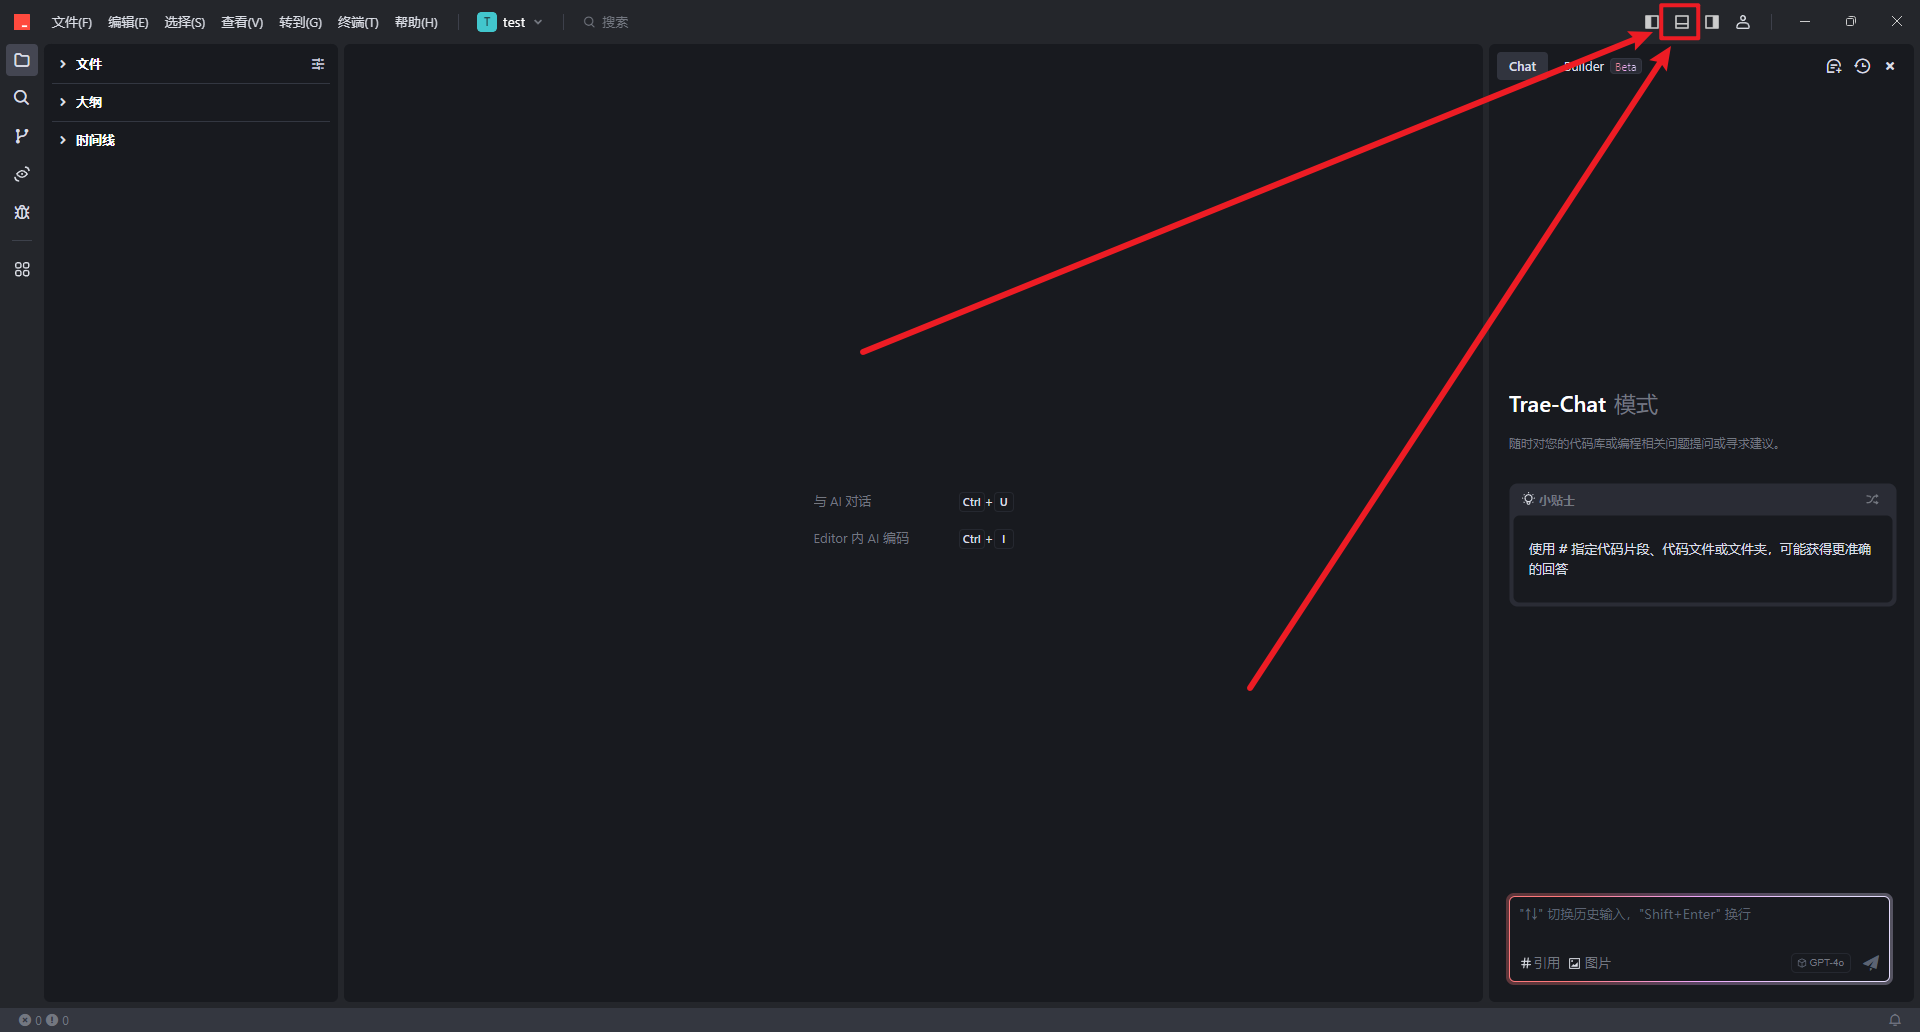 文件(F) 编辑(E) 选择(S) 查看(V) 转到(G) 终端(T) 帮助(H) T test 搜索
文件
大纲
时间线
与 AI 对话 Ctrl + U
Editor 内 AI 编码 Ctrl + I
Chat Builder Beta
Trae-Chat 模式
随时对您的代码库或编程相关问题提问或寻求建议。
小贴士
使用 # 指定代码片段、代码文件或文件夹，可能获得更准确
的回答
"↑↓" 切换历史输入，"Shift+Enter" 换行
#引用 图片 GPT-4o
0 0